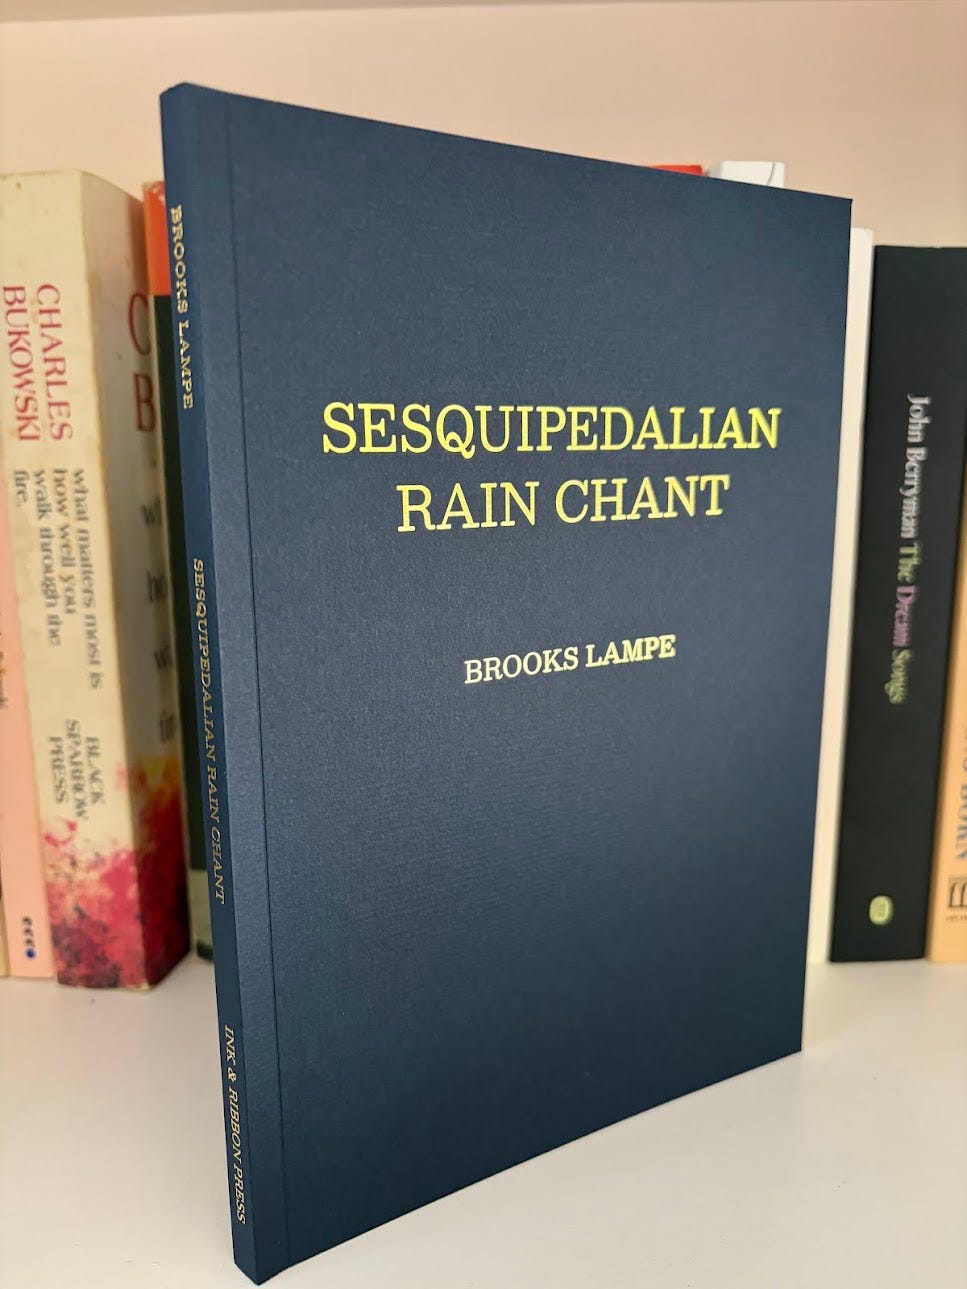 SESQUIPEDALIAN
RAIN CHANT
BROOKS LAMPE
BROOKS LAMPE
SESQUIPEDALIAN RAIN CHANT
INK & RIBBON PRESS
CHARLES
BUKOWSKI
what matters most is
how well you
walk through the
fire.
BLACK
SPARROW
PRESS
John Berryman The Dream Songs